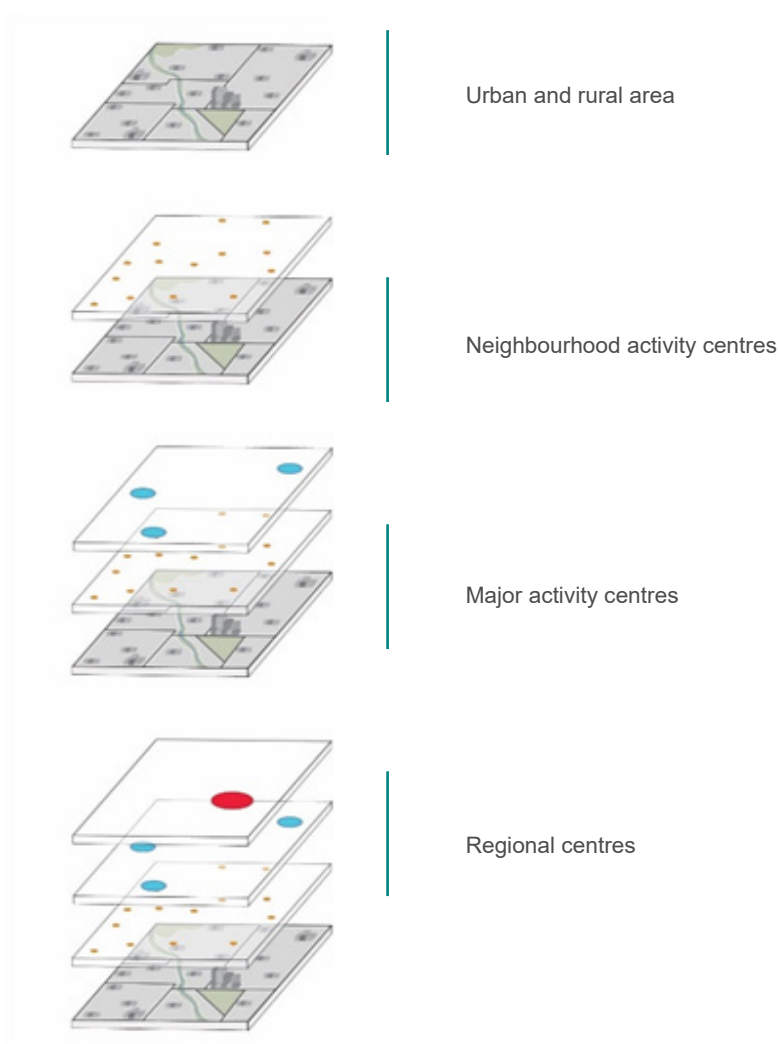 Urban and rural area
Neighbourhood activity centres
Major activity centres
Regional centres